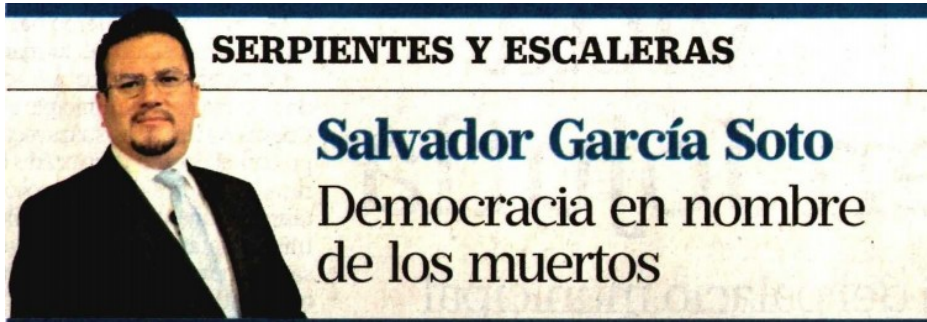 SERPIENTES Y ESCALERAS
Salvador García Soto
Democracia en nombre
de los muertos